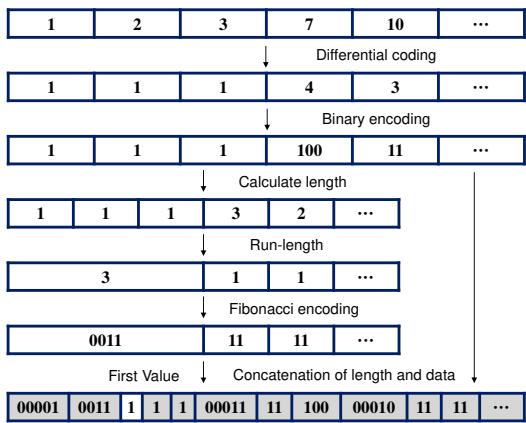 1 2 3 7 10 ···
Differential coding
1 1 1 4 3 ···
Binary encoding
1 1 1 100 11 ···
Calculate length
1 1 1 3 2 ···
Run-length
3 1 1 ···
Fibonacci encoding
0011 11 11 ···
First Value Concatenation of length and data
00001 0011 1 1 1 00011 11 100 00010 11 11 ···